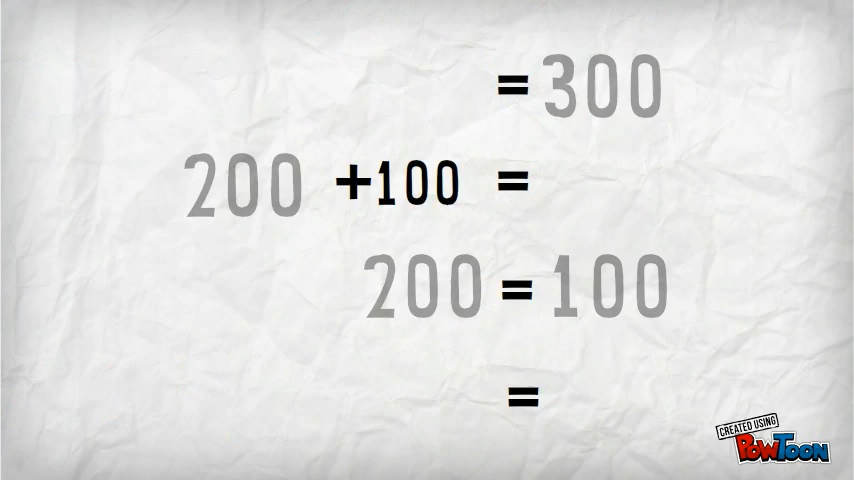 = 300
200 +100 =
200 = 100
=
CREATED USING
POWTOON